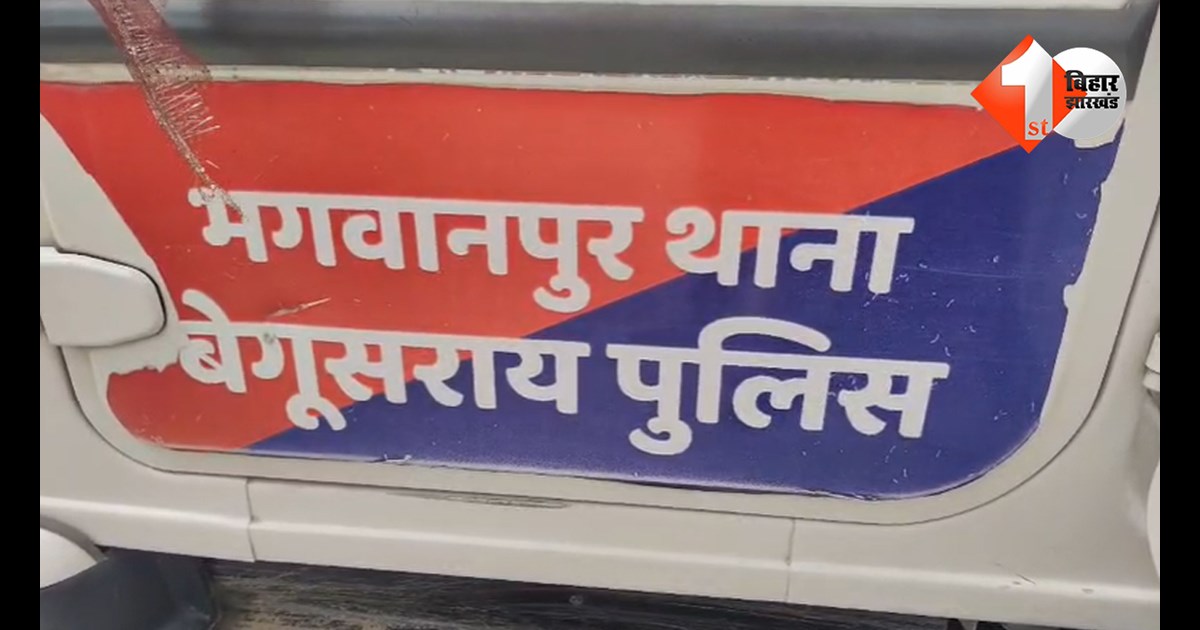 1st
बिहार
झारखंड
भगवानपुर थाना
बेगूसराय पुलिस